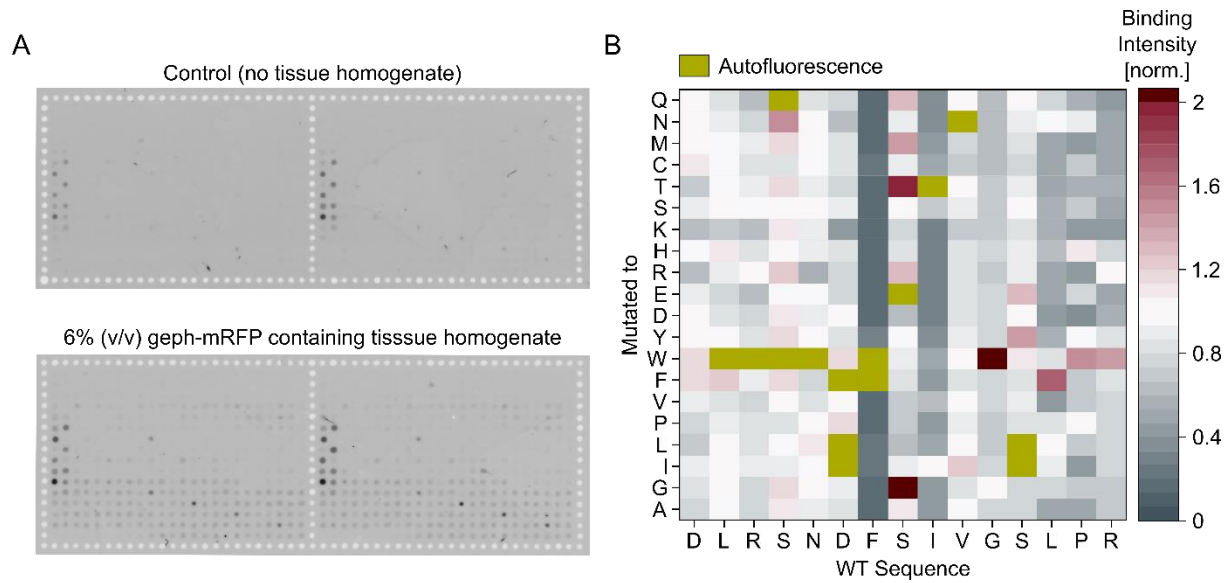 A
Control (no tissue homogenate)
6% (v/v) geph-mRFP containing tisssue homogenate
B
Autofluorescence
Binding
Intensity
[norm.]
Mutated to
Q
N
M
C
T
S
K
H
R
E
D
Y
W
F
V
P
L
I
G
A
D L R S N D F S I V G S L P R
WT Sequence
2
1.6
1.2
0.8
0.4
0